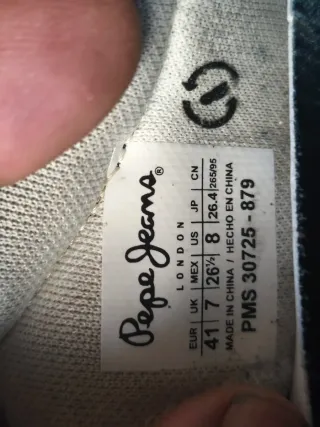 Pepe Jeans®
LONDON
EUR | UK | MEX | US | JP | CN
41 | 7 | 26½ | 8 | 26.4 | 265/95
MADE IN CHINA / HECHO EN CHINA
PMS 30725 - 879